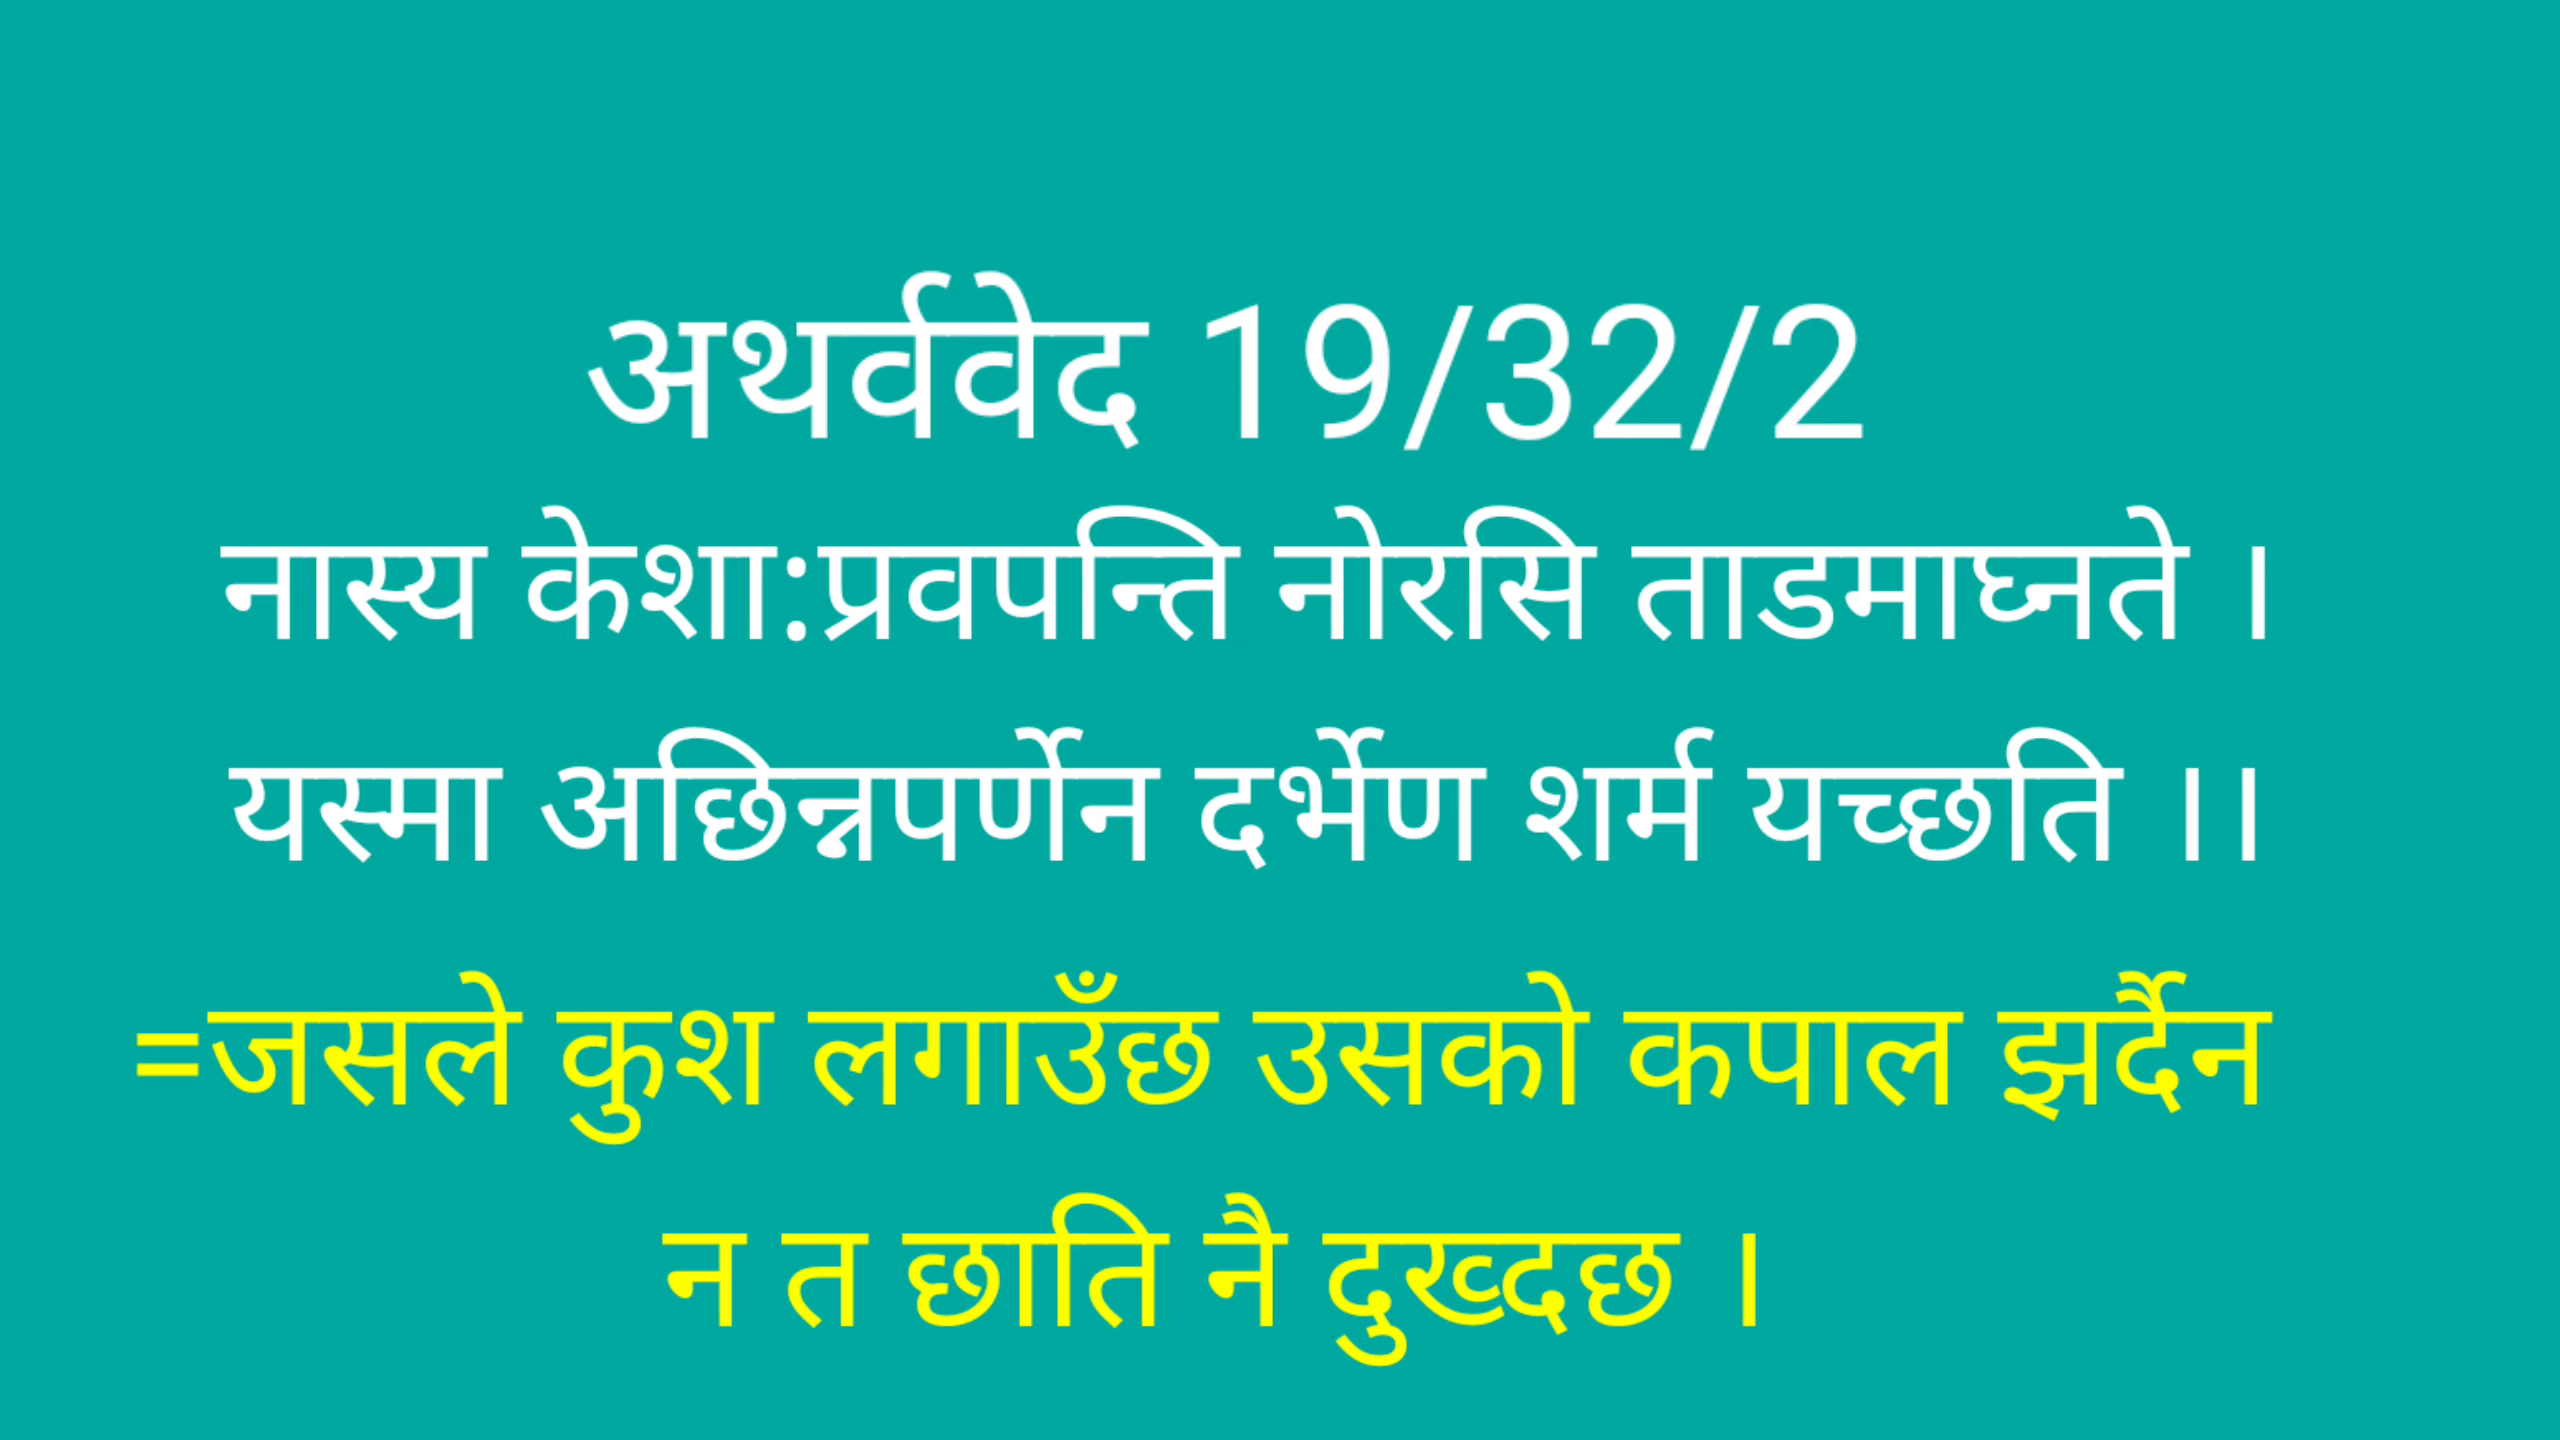 अथर्ववेद 19/32/2
नास्य केशा:प्रवपन्ति नोरसि ताडमाघ्नते ।
यस्मा अछिन्नपर्णेन दर्भेण शर्म यच्छति ।।
=जसले कुश लगाउँछ उसको कपाल झर्दैन
न त छाति नै दुख्दछ ।